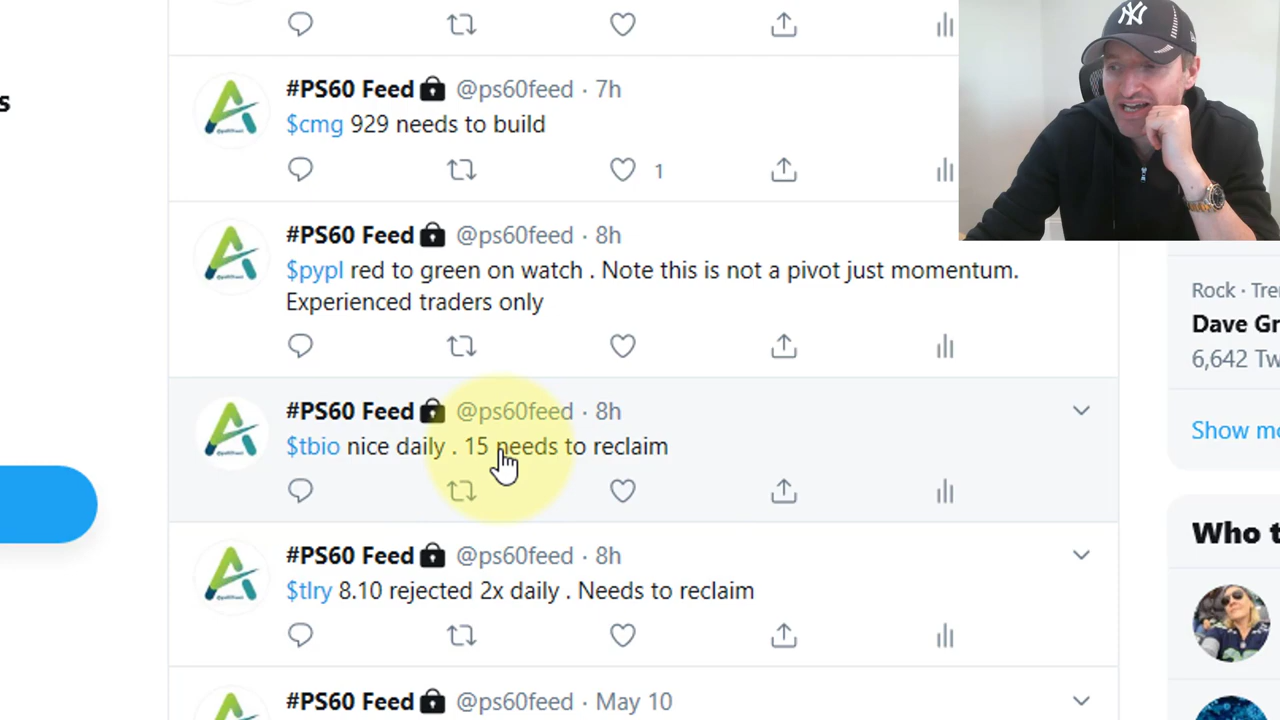 s
#PS60 Feed @ps60feed · 7h
$cmg 929 needs to build
1
#PS60 Feed @ps60feed · 8h
$pypl red to green on watch . Note this is not a pivot just momentum.
Experienced traders only
#PS60 Feed @ps60feed · 8h
$tbio nice daily . 15 needs to reclaim
#PS60 Feed @ps60feed · 8h
$tlry 8.10 rejected 2x daily . Needs to reclaim
#PS60 Feed @ps60feed · May 10
Rock · Tre
Dave Gr
6,642 Tw
Show mo
Who t